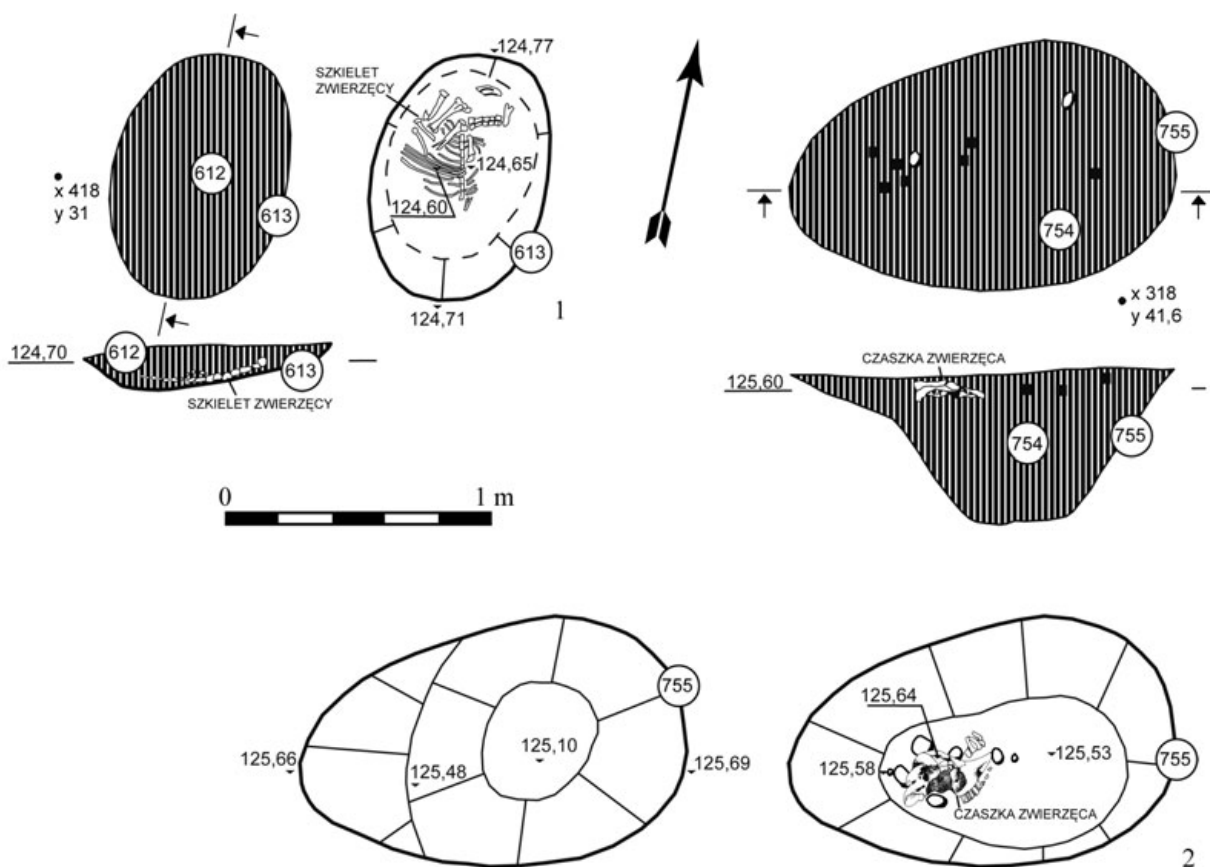 124,77
SZKIELET
ZWIERZĘCY
612
x 418
y 31
613
124,65
124,60
613
124,71
1
755
754
x 318
y 41,6
124,70
612
613
SZKIELET ZWIERZĘCY
CZASZKA ZWIERZĘCA
125,60
754
755
0 1 m
755
125,66
125,48
125,10
125,69
125,64
125,58
125,53
755
CZASZKA ZWIERZĘCA
2